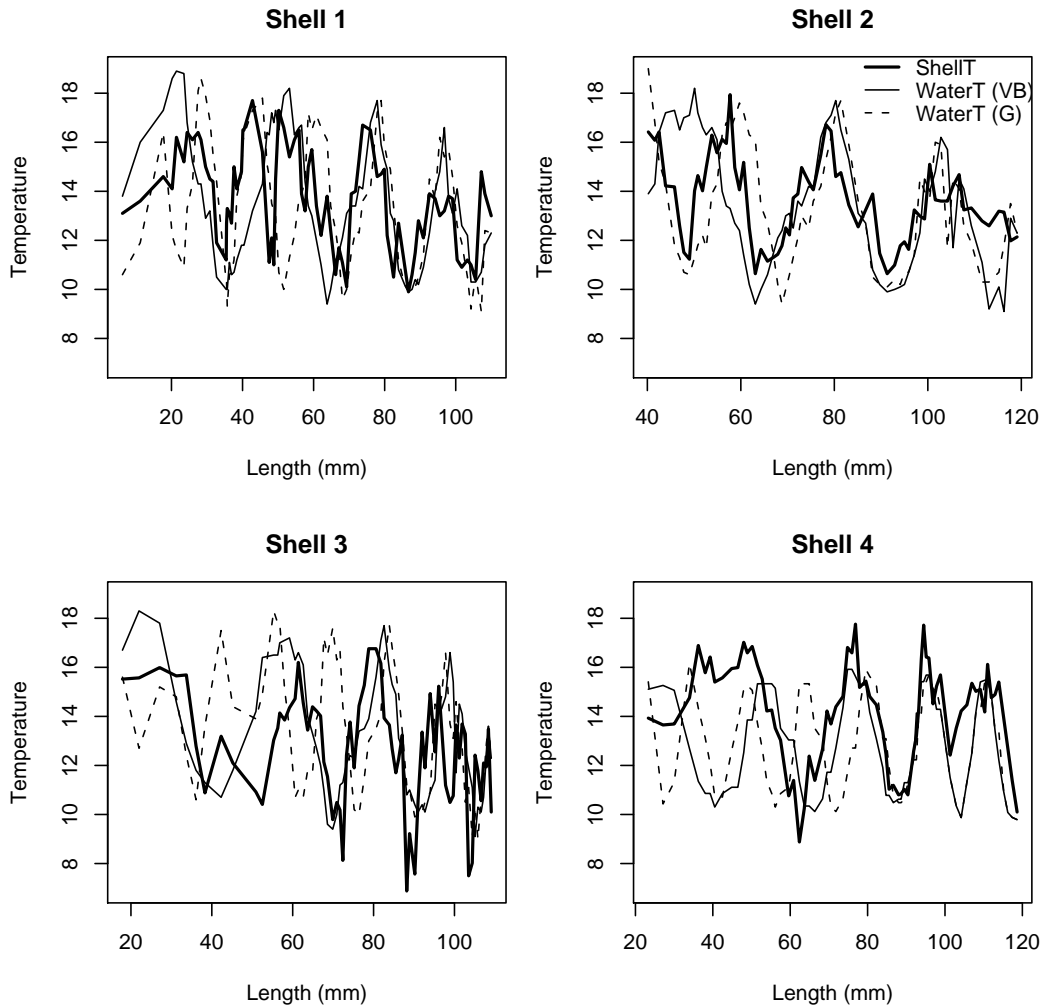 Shell 1
Temperature
18
16
14
12
10
8
20 40 60 80 100
Length (mm)
Shell 2
ShellT
WaterT (VB)
WaterT (G)
Temperature
18
16
14
12
10
8
40 60 80 100 120
Length (mm)
Shell 3
Temperature
18
16
14
12
10
8
20 40 60 80 100
Length (mm)
Shell 4
Temperature
18
16
14
12
10
8
20 40 60 80 100 120
Length (mm)